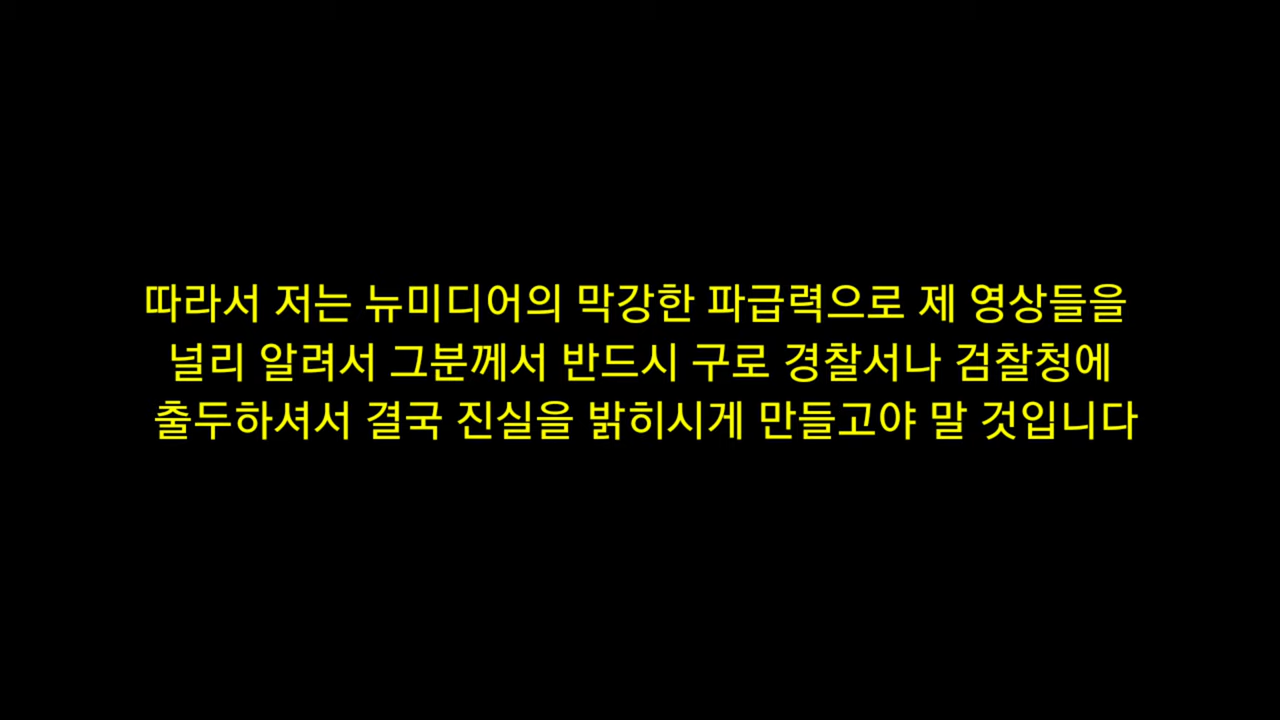 따라서 저는 뉴미디어의 막강한 파급력으로 제 영상들을
널리 알려서 그분께서 반드시 구로 경찰서나 검찰청에
출두하셔서 결국 진실을 밝히시게 만들고야 말 것입니다